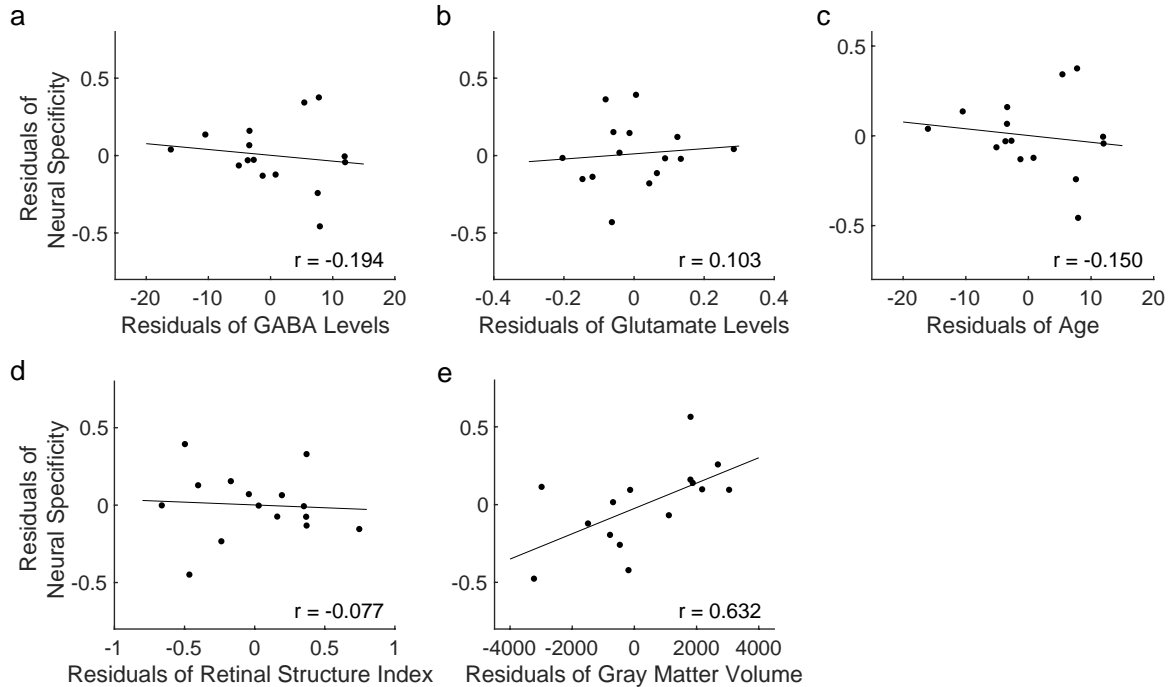 a
b
c
Residuals of
Neural Specificity
0.5
0
-0.5
r = -0.194
-20 -10 0 10 20
Residuals of GABA Levels
0.5
0
-0.5
r = 0.103
-0.4 -0.2 0 0.2 0.4
Residuals of Glutamate Levels
0.5
0
-0.5
r = -0.150
-20 -10 0 10 20
Residuals of Age
d
e
Residuals of
Neural Specificity
0.5
0
-0.5
r = -0.077
-1 -0.5 0 0.5 1
Residuals of Retinal Structure Index
0.5
0
-0.5
r = 0.632
-4000 -2000 0 2000 4000
Residuals of Gray Matter Volume